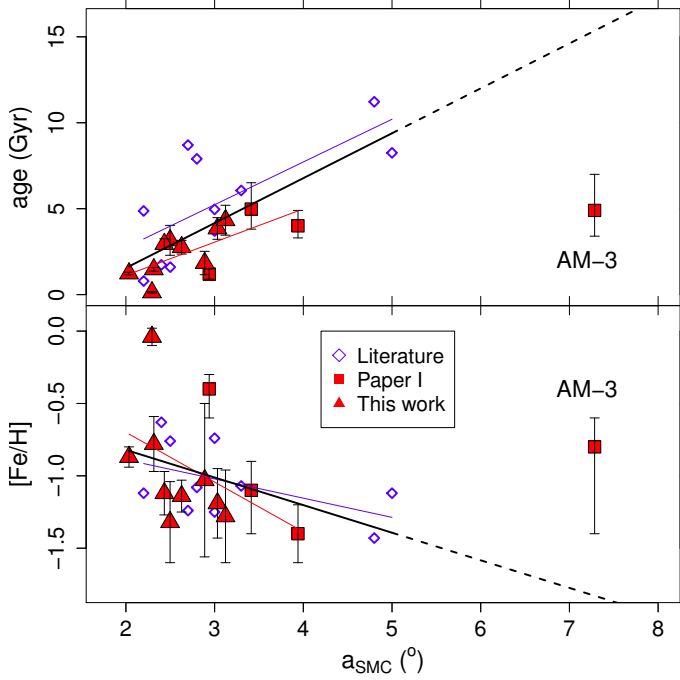 15
10
5
0
age (Gyr)
AM−3
0.0
−0.5
−1.0
−1.5
[Fe/H]
Literature
Paper I
This work
AM−3
2 3 4 5 6 7 8
aSMC (°)